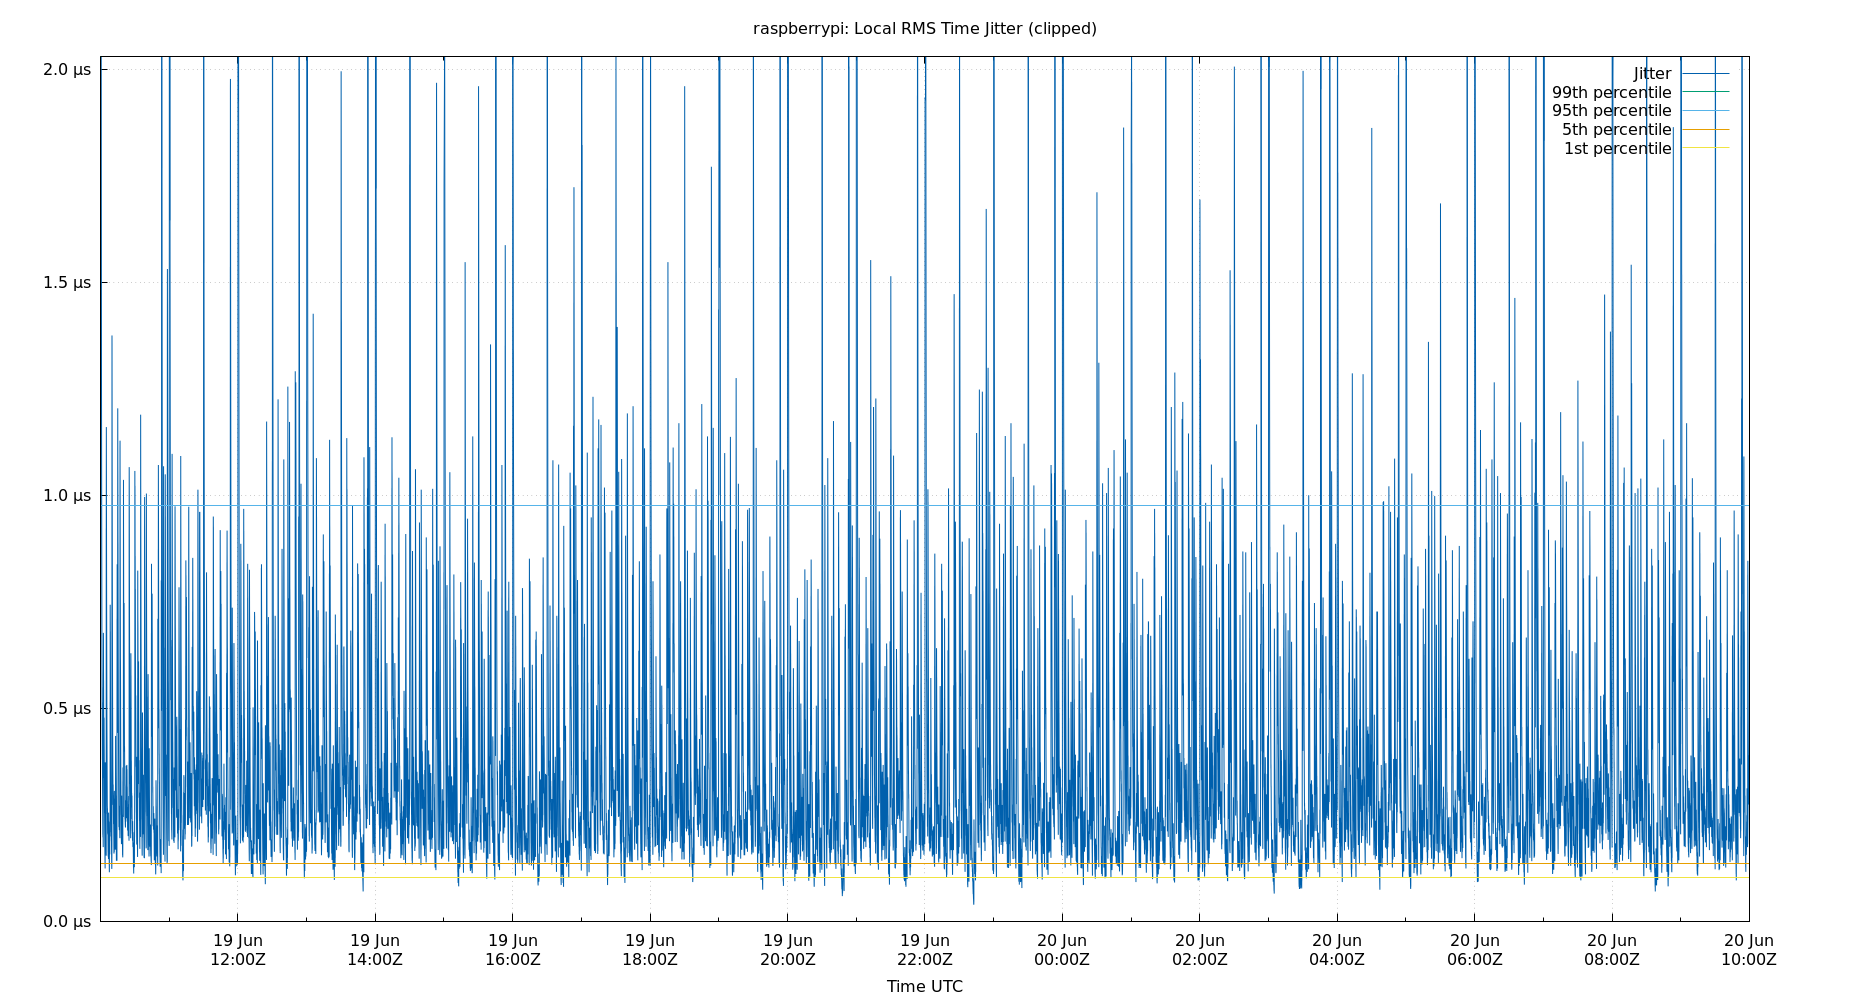 raspberrypi: Local RMS Time Jitter (clipped)
2.0 µs
1.5 µs
1.0 µs
0.5 µs
0.0 µs
Jitter
99th percentile
95th percentile
5th percentile
1st percentile
19 Jun 19 Jun 19 Jun 19 Jun 19 Jun 19 Jun 20 Jun 20 Jun 20 Jun 20 Jun 20 Jun 20 Jun
12:00Z 14:00Z 16:00Z 18:00Z 20:00Z 22:00Z 00:00Z 02:00Z 04:00Z 06:00Z 08:00Z 10:00Z
Time UTC